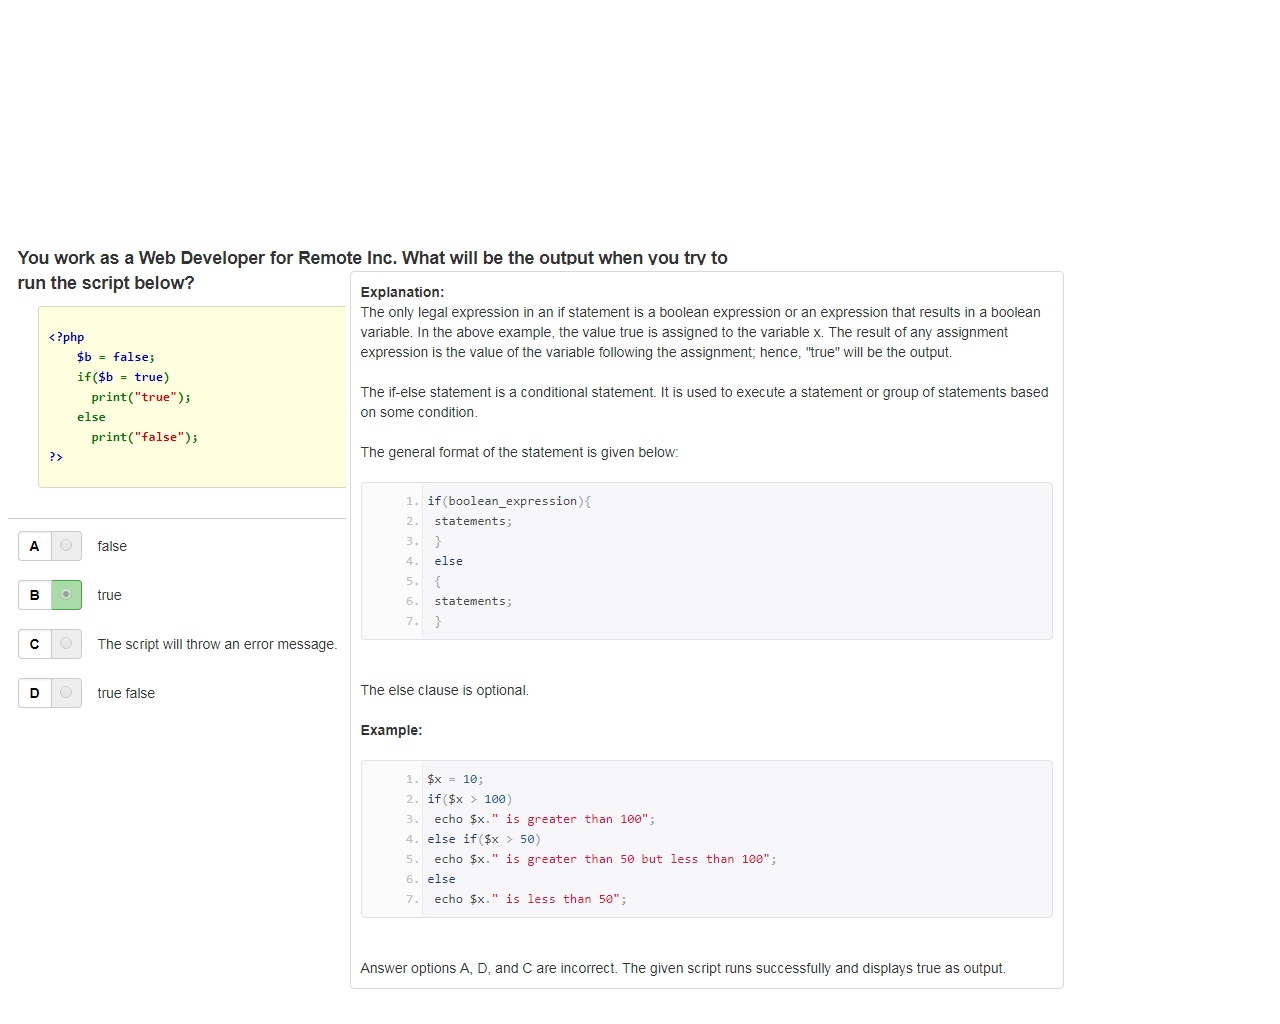 You work as a Web Developer for Remote Inc. What will be the output when you try to
run the script below?
<?php
$b = false;
if($b = true)
print("true");
else
print("false");
?>
A false
B true
C The script will throw an error message.
D true false
Explanation:
The only legal expression in an if statement is a boolean expression or an expression that results in a boolean
variable. In the above example, the value true is assigned to the variable x. The result of any assignment
expression is the value of the variable following the assignment; hence, "true" will be the output.
The if-else statement is a conditional statement. It is used to execute a statement or group of statements based
on some condition.
The general format of the statement is given below:
1. if(boolean_expression){
2. statements;
3. }
4. else
5. {
6. statements;
7. }
The else clause is optional.
Example:
1. $x = 10;
2. if($x > 100)
3. echo $x." is greater than 100";
4. else if($x > 50)
5. echo $x." is greater than 50 but less than 100";
6. else
7. echo $x." is less than 50";
Answer options A, D, and C are incorrect. The given script runs successfully and displays true as output.